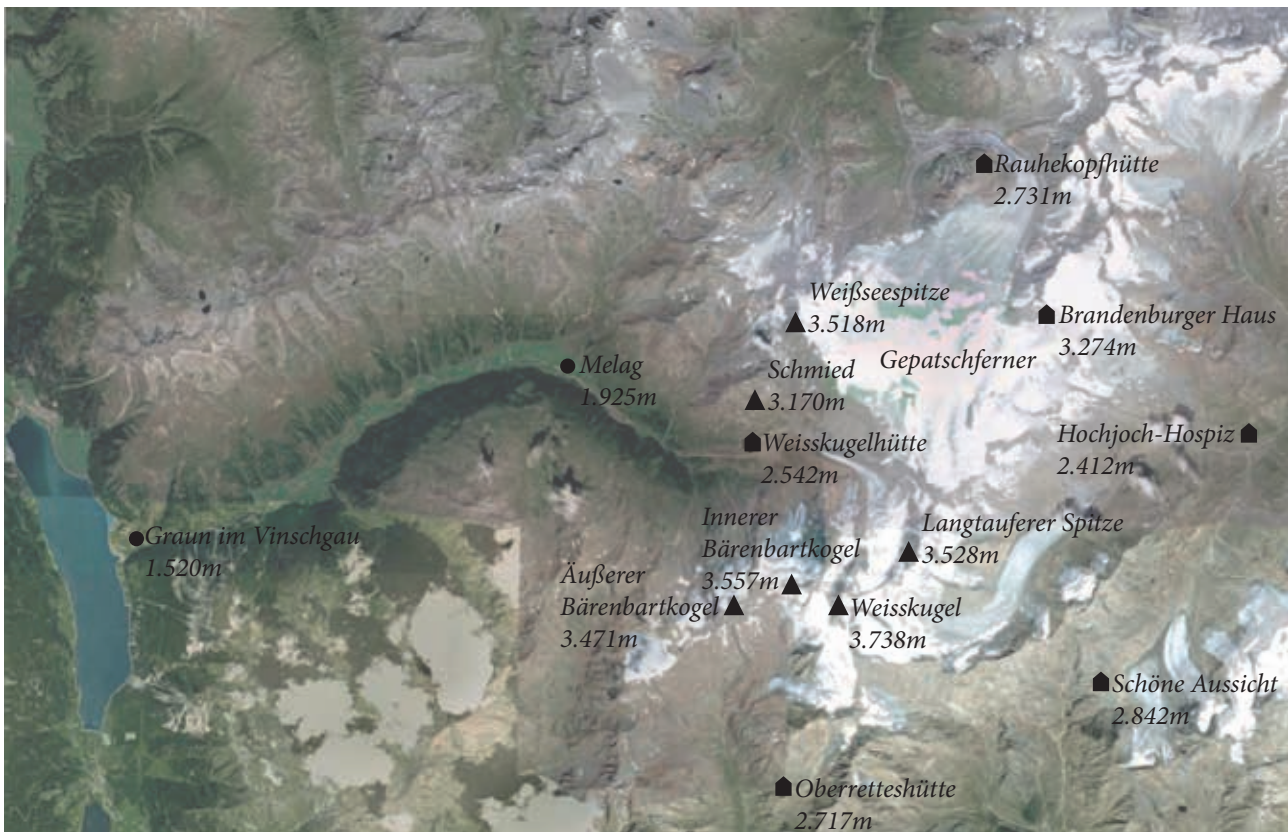 Rauhekopfhütte
2.731m
Weißseespitze
3.518m
Brandenburger Haus
3.274m
Gepatschferner
Melag
1.925m
Schmied
3.170m
Weisskugelhütte
2.542m
Hochjoch-Hospiz
2.412m
Graun im Vinschgau
1.520m
Innerer
Bärenbartkogel
3.557m
Langtauferer Spitze
3.528m
Äußerer
Bärenbartkogel
3.471m
Weisskugel
3.738m
Schöne Aussicht
2.842m
Oberretteshütte
2.717m